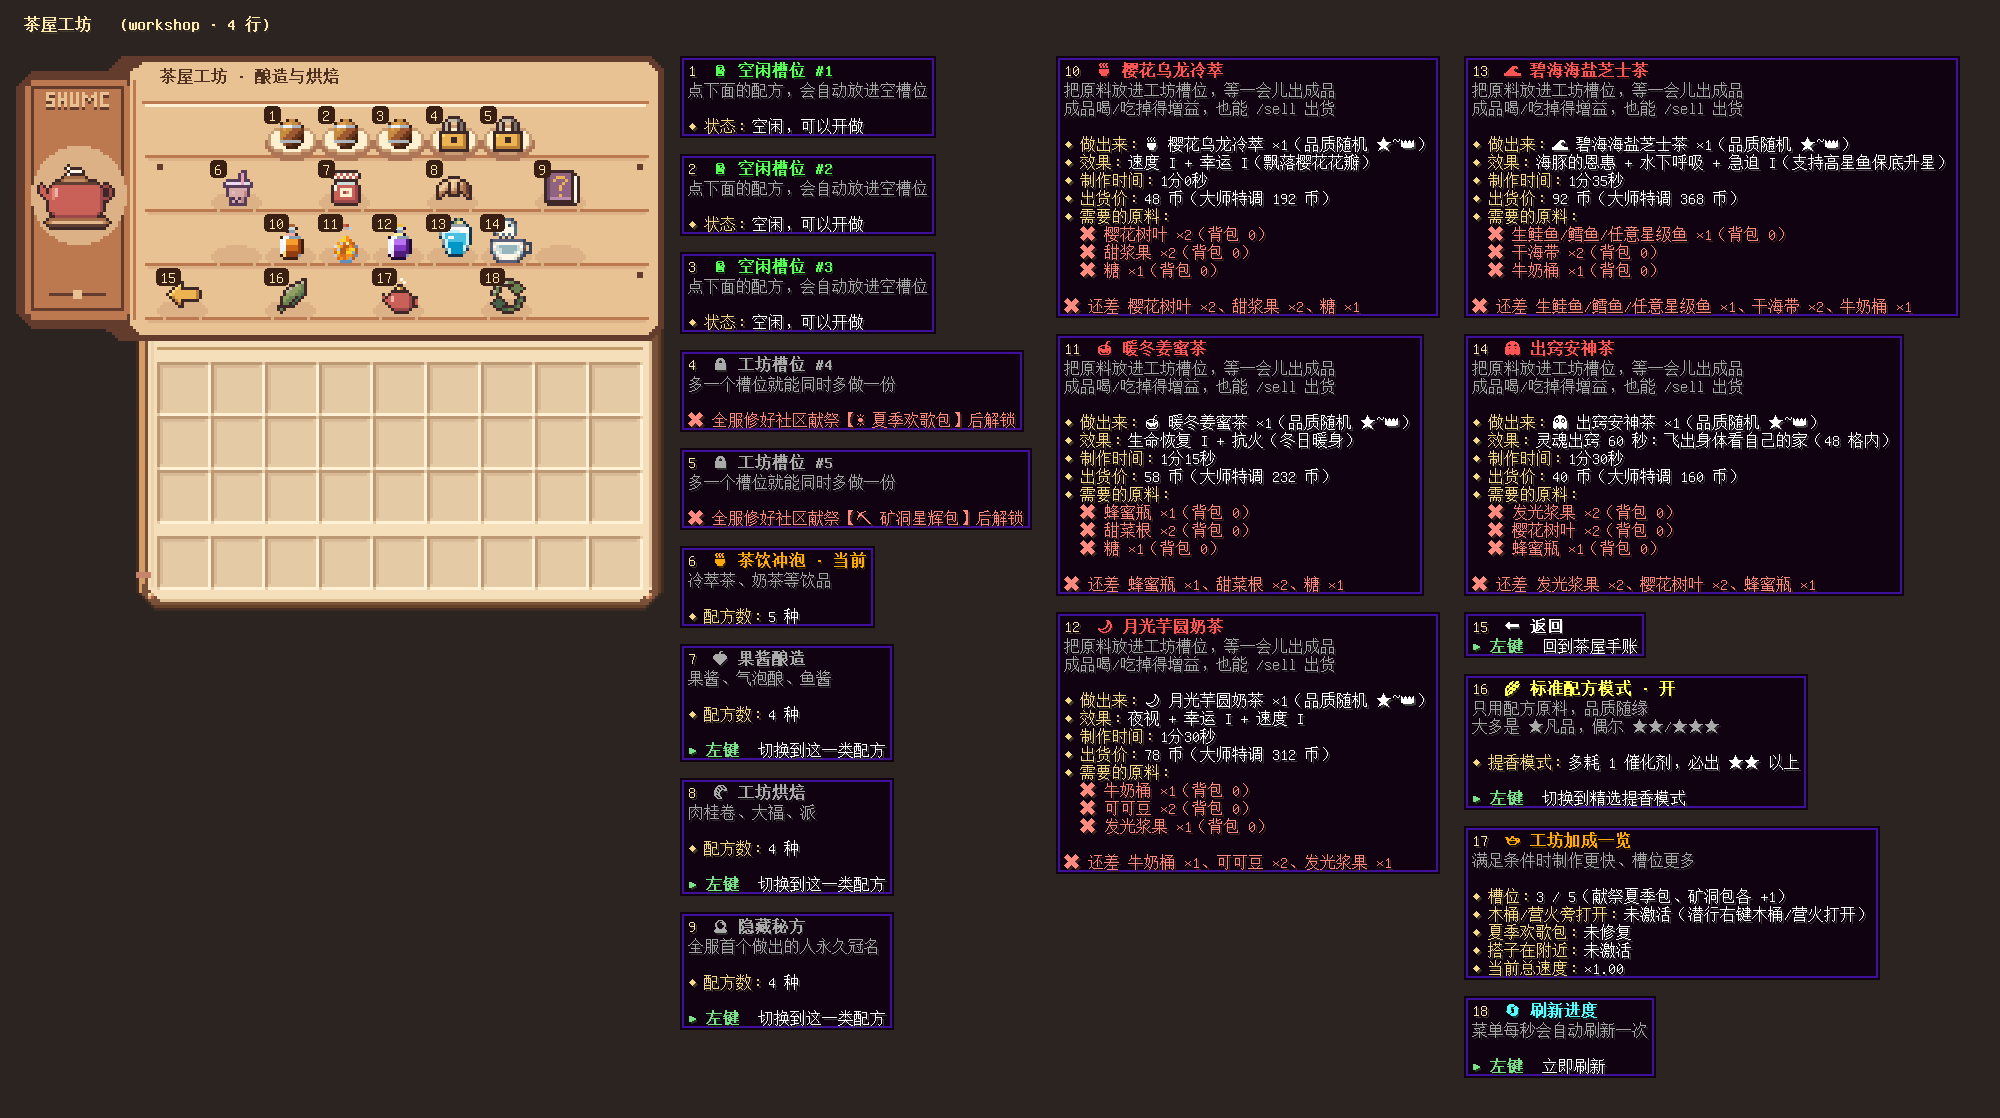 茶屋工坊 (workshop · 4 行)
SHUMC
茶屋工坊 · 酿造与烘焙
1 2 3 4 5
6 7 8 9
10 11 12 13 14
15 16 17 18
1 空闲槽位 #1
点下面的配方，会自动放进空槽位
◆ 状态：空闲，可以开做
2 空闲槽位 #2
点下面的配方，会自动放进空槽位
◆ 状态：空闲，可以开做
3 空闲槽位 #3
点下面的配方，会自动放进空槽位
◆ 状态：空闲，可以开做
4 工坊槽位 #4
多一个槽位就能同时多做一份
✖ 全服修好社区献祭【☀ 夏季欢歌包】后解锁
5 工坊槽位 #5
多一个槽位就能同时多做一份
✖ 全服修好社区献祭【⛏ 矿洞星辉包】后解锁
6 茶饮冲泡 · 当前
冷萃茶、奶茶等饮品
◆ 配方数：5 种
7 果酱酿造
果酱、气泡酿、鱼酱
◆ 配方数：4 种
▶ 左键 切换到这一类配方
8 工坊烘焙
肉桂卷、大福、派
◆ 配方数：4 种
▶ 左键 切换到这一类配方
9 隐藏秘方
全服首个做出的人永久冠名
◆ 配方数：4 种
▶ 左键 切换到这一类配方
10 樱花乌龙冷萃
把原料放进工坊槽位，等一会儿出成品
成品喝/吃掉得增益，也能 /sell 出货
◆ 做出来：樱花乌龙冷萃 ×1（品质随机 ★~👑）
◆ 效果：速度 I + 幸运 I（飘落樱花花瓣）
◆ 制作时间：1分0秒
◆ 出货价：48 币（大师特调 192 币）
◆ 需要的原料：
✖ 樱花树叶 ×2（背包 0）
✖ 甜浆果 ×2（背包 0）
✖ 糖 ×1（背包 0）
✖ 还差 樱花树叶 ×2、甜浆果 ×2、糖 ×1
11 暖冬姜蜜茶
把原料放进工坊槽位，等一会儿出成品
成品喝/吃掉得增益，也能 /sell 出货
◆ 做出来：暖冬姜蜜茶 ×1（品质随机 ★~👑）
◆ 效果：生命恢复 I + 抗火（冬日暖身）
◆ 制作时间：1分15秒
◆ 出货价：58 币（大师特调 232 币）
◆ 需要的原料：
✖ 蜂蜜瓶 ×1（背包 0）
✖ 甜菜根 ×2（背包 0）
✖ 糖 ×1（背包 0）
✖ 还差 蜂蜜瓶 ×1、甜菜根 ×2、糖 ×1
12 月光芋圆奶茶
把原料放进工坊槽位，等一会儿出成品
成品喝/吃掉得增益，也能 /sell 出货
◆ 做出来：月光芋圆奶茶 ×1（品质随机 ★~👑）
◆ 效果：夜视 + 幸运 I + 速度 I
◆ 制作时间：1分30秒
◆ 出货价：78 币（大师特调 312 币）
◆ 需要的原料：
✖ 牛奶桶 ×1（背包 0）
✖ 可可豆 ×2（背包 0）
✖ 发光浆果 ×1（背包 0）
✖ 还差 牛奶桶 ×1、可可豆 ×2、发光浆果 ×1
13 碧海海盐芝士茶
把原料放进工坊槽位，等一会儿出成品
成品喝/吃掉得增益，也能 /sell 出货
◆ 做出来：碧海海盐芝士茶 ×1（品质随机 ★~👑）
◆ 效果：海豚的恩惠 + 水下呼吸 + 急迫 I（支持高星鱼保底升星）
◆ 制作时间：1分35秒
◆ 出货价：92 币（大师特调 368 币）
◆ 需要的原料：
✖ 生鲑鱼/鳕鱼/任意星级鱼 ×1（背包 0）
✖ 干海带 ×2（背包 0）
✖ 牛奶桶 ×1（背包 0）
✖ 还差 生鲑鱼/鳕鱼/任意星级鱼 ×1、干海带 ×2、牛奶桶 ×1
14 出窍安神茶
把原料放进工坊槽位，等一会儿出成品
成品喝/吃掉得增益，也能 /sell 出货
◆ 做出来：出窍安神茶 ×1（品质随机 ★~👑）
◆ 效果：灵魂出窍 60 秒：飞出身体看自己的家（48 格内）
◆ 制作时间：1分30秒
◆ 出货价：40 币（大师特调 160 币）
◆ 需要的原料：
✖ 发光浆果 ×2（背包 0）
✖ 樱花树叶 ×2（背包 0）
✖ 蜂蜜瓶 ×1（背包 0）
✖ 还差 发光浆果 ×2、樱花树叶 ×2、蜂蜜瓶 ×1
15 ⬅ 返回
▶ 左键 回到茶屋手账
16 标准配方模式 · 开
只用配方原料，品质随缘
大多是 ★凡品，偶尔 ★★/★★★
◆ 提香模式：多耗 1 催化剂，必出 ★★ 以上
▶ 左键 切换到精选提香模式
17 工坊加成一览
满足条件时制作更快、槽位更多
◆ 槽位：3 / 5（献祭夏季包、矿洞包各 +1）
◆ 木桶/营火旁打开：未激活（潜行右键木桶/营火打开）
◆ 夏季欢歌包：未修复
◆ 搭子在附近：未激活
◆ 当前总速度：×1.00
18 刷新进度
菜单每秒会自动刷新一次
▶ 左键 立即刷新